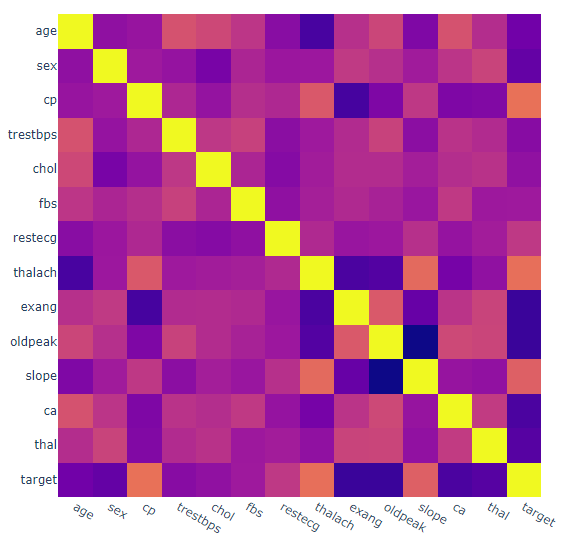 age
sex
cp
trestbps
chol
fbs
restecg
thalach
exang
oldpeak
slope
ca
thal
target
age
sex
cp
trestbps
chol
fbs
restecg
thalach
exang
oldpeak
slope
ca
thal
target